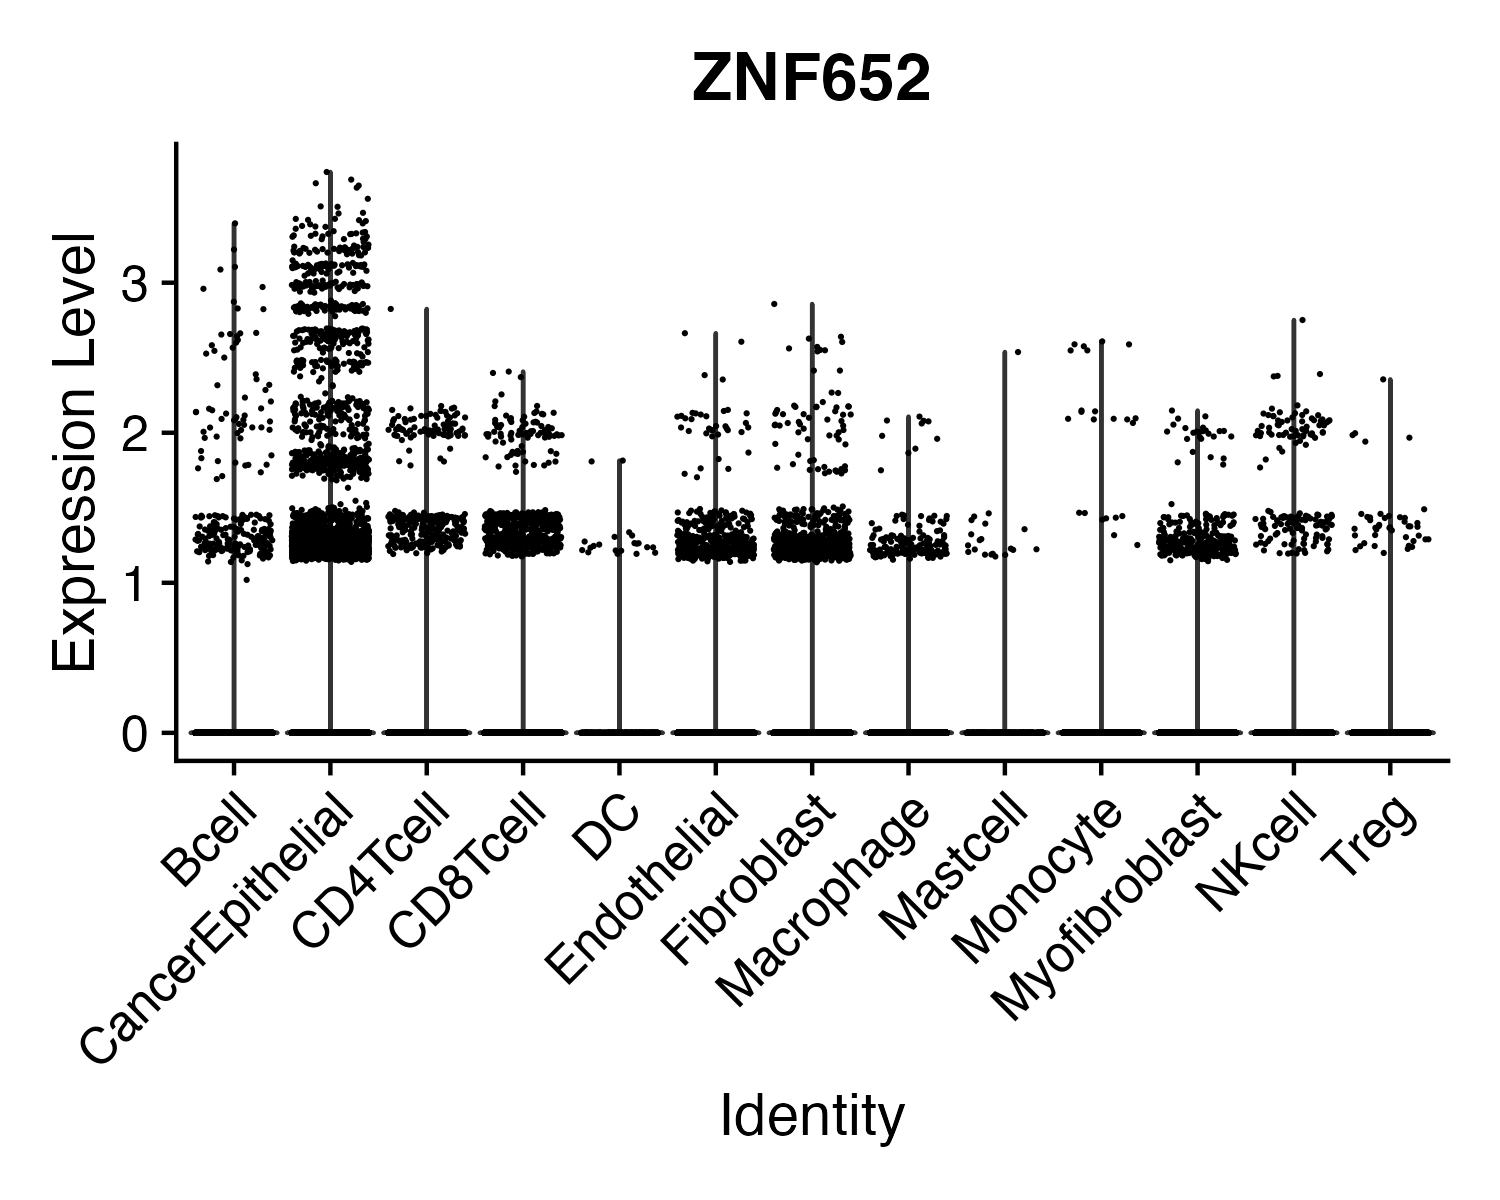 ZNF652
Expression Level
3
2
1
0
Bcell
CancerEpithelial
CD4Tcell
CD8Tcell
DC
Endothelial
Fibroblast
Macrophage
Mastcell
Monocyte
Myofibroblast
NKcell
Treg
Identity